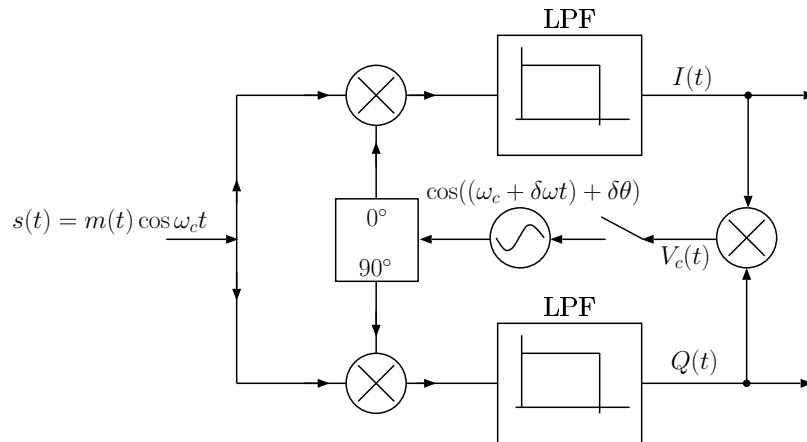 LPF
I(t)
cos((ω_c + δωt) + δθ)
s(t) = m(t) cos ω_c t
0°
90°
V_c(t)
LPF
Q(t)